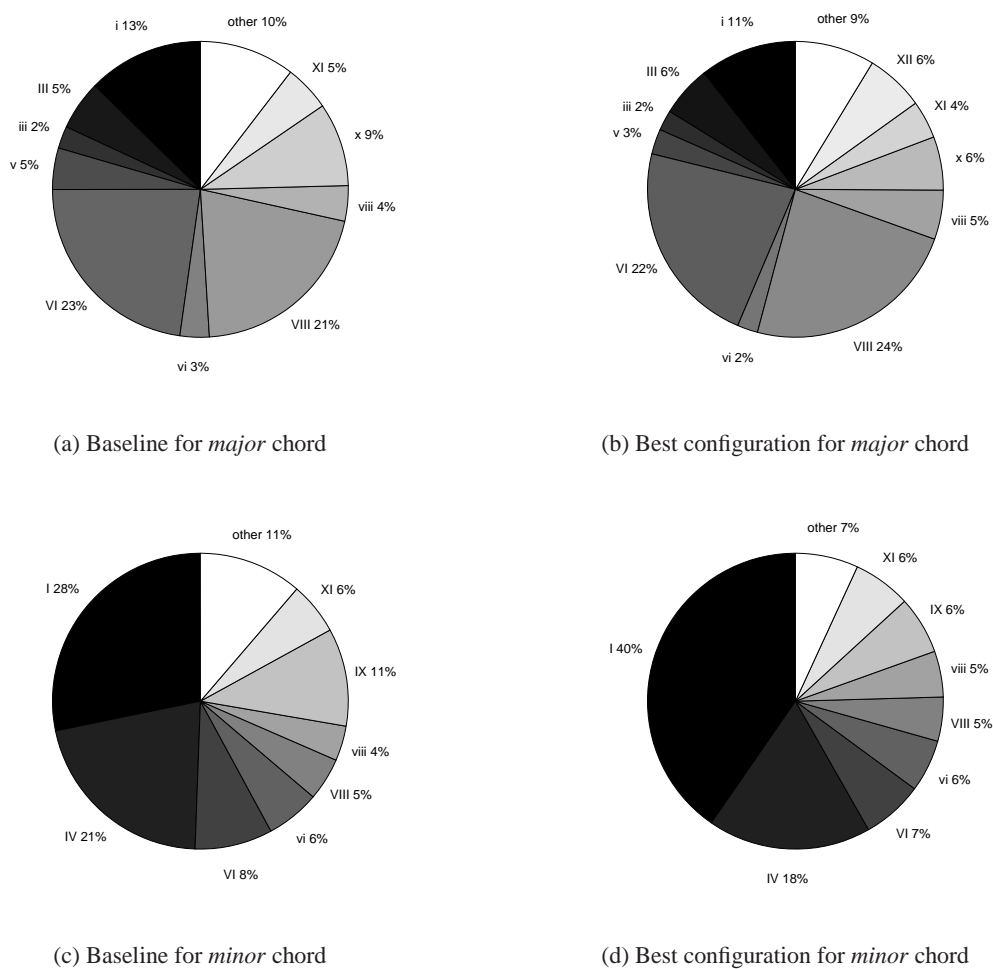 i 13%
other 10%
XI 5%
III 5%
x 9%
iii 2%
v 5%
viii 4%
VI 23%
VIII 21%
vi 3%
(a) Baseline for major chord
i 11%
other 9%
XII 6%
III 6%
XI 4%
iii 2%
v 3%
x 6%
viii 5%
VI 22%
VIII 24%
vi 2%
(b) Best configuration for major chord
other 11%
I 28%
XI 6%
IX 11%
viii 4%
VIII 5%
IV 21%
vi 6%
VI 8%
(c) Baseline for minor chord
other 7%
XI 6%
IX 6%
I 40%
viii 5%
VIII 5%
vi 6%
VI 7%
IV 18%
(d) Best configuration for minor chord